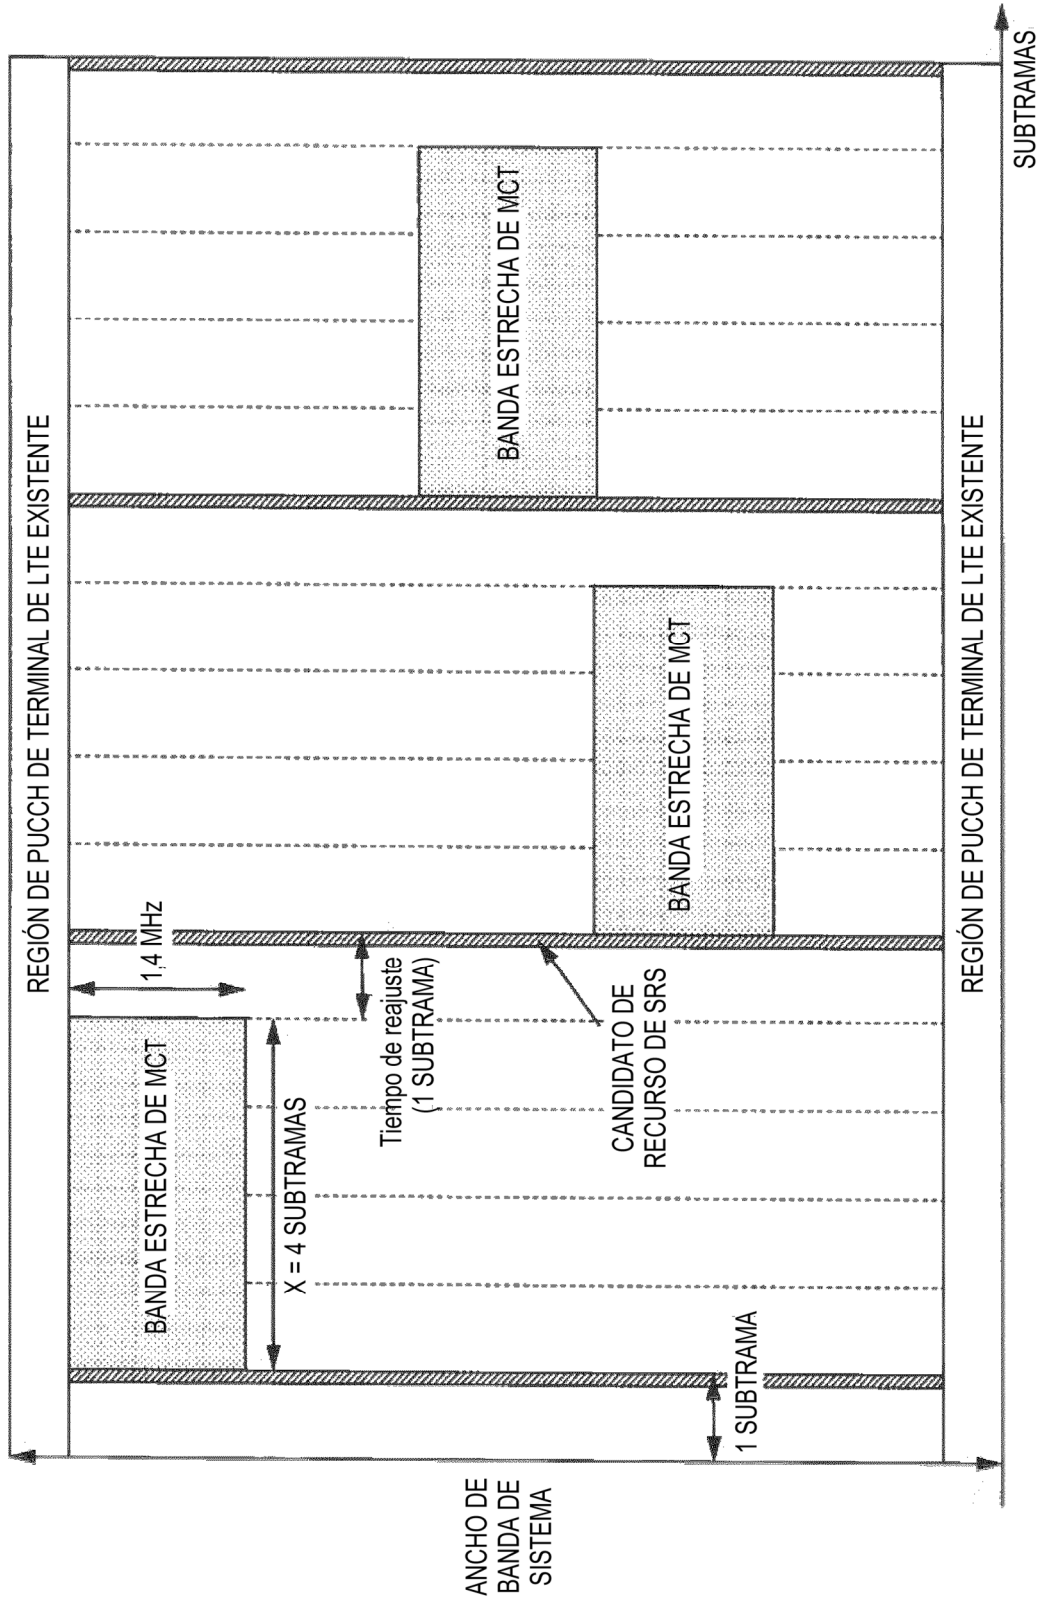 REGIÓN DE PUCCH DE TERMINAL DE LTE EXISTENTE
BANDA ESTRECHA DE MCT
1,4 MHz
X = 4 SUBTRAMAS
Tiempo de reajuste
(1 SUBTRAMA)
BANDA ESTRECHA DE MCT
BANDA ESTRECHA DE MCT
CANDIDATO DE
RECURSO DE SRS
1 SUBTRAMA
ANCHO DE
BANDA DE
SISTEMA
REGIÓN DE PUCCH DE TERMINAL DE LTE EXISTENTE
SUBTRAMAS